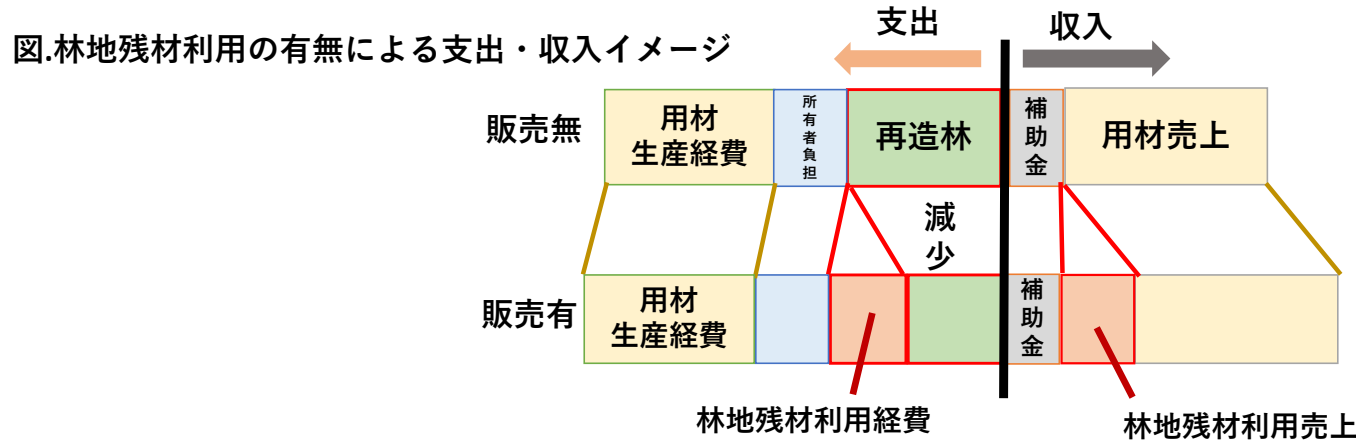 図.林地残材利用の有無による支出・収入イメージ
支出
収入
販売無
用材
生産経費
所有者負担
再造林
補助金
用材売上
減少
販売有
用材
生産経費
補助金
林地残材利用経費
林地残材利用売上